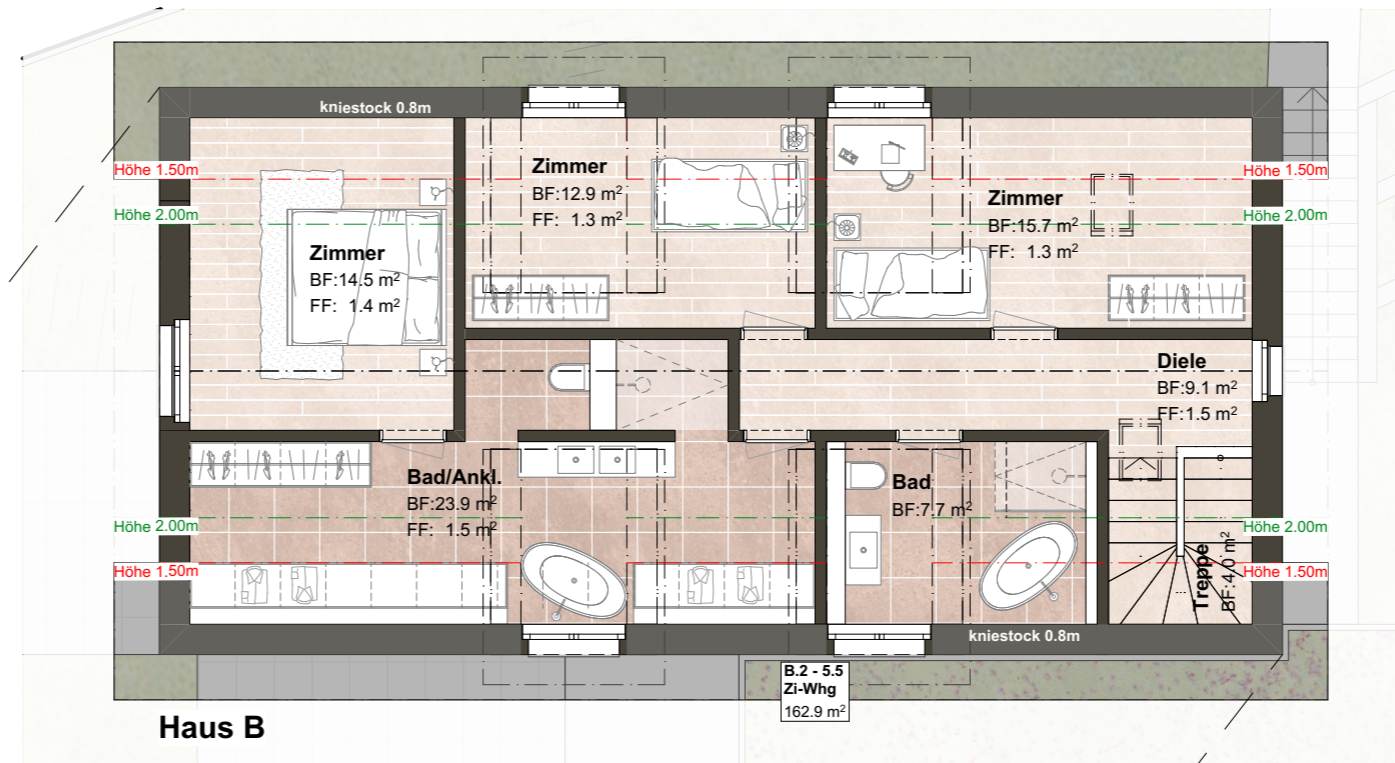 kniestock 0.8m
Höhe 1.50m
Höhe 1.50m
Höhe 2.00m
Höhe 2.00m
Zimmer
BF:12.9 m²
FF: 1.3 m²
Zimmer
BF:15.7 m²
FF: 1.3 m²
Zimmer
BF:14.5 m²
FF: 1.4 m²
Diele
BF:9.1 m²
FF:1.5 m²
Bad/Ankl.
BF:23.9 m²
FF: 1.5 m²
Bad
BF:7.7 m²
Treppe
BF:4.0 m²
Höhe 2.00m
Höhe 2.00m
Höhe 1.50m
Höhe 1.50m
kniestock 0.8m
B.2 - 5.5
Zi-Whg
162.9 m²
Haus B